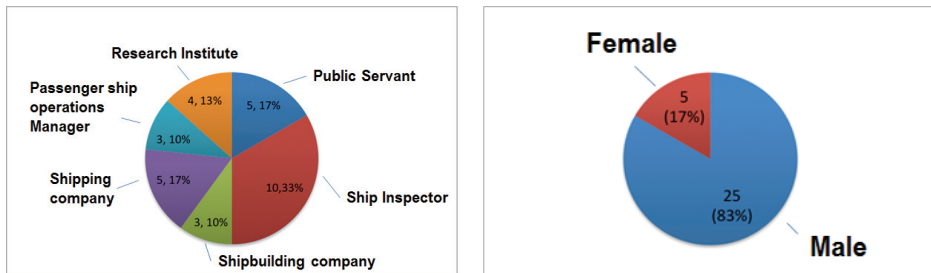 Research Institute
Public Servant
Passenger ship
operations
Manager
4, 13%
5, 17%
3, 10%
Shipping
company
5, 17%
10,33%
Ship Inspector
3, 10%
Shipbuilding company
Female
5
(17%)
25
(83%)
Male